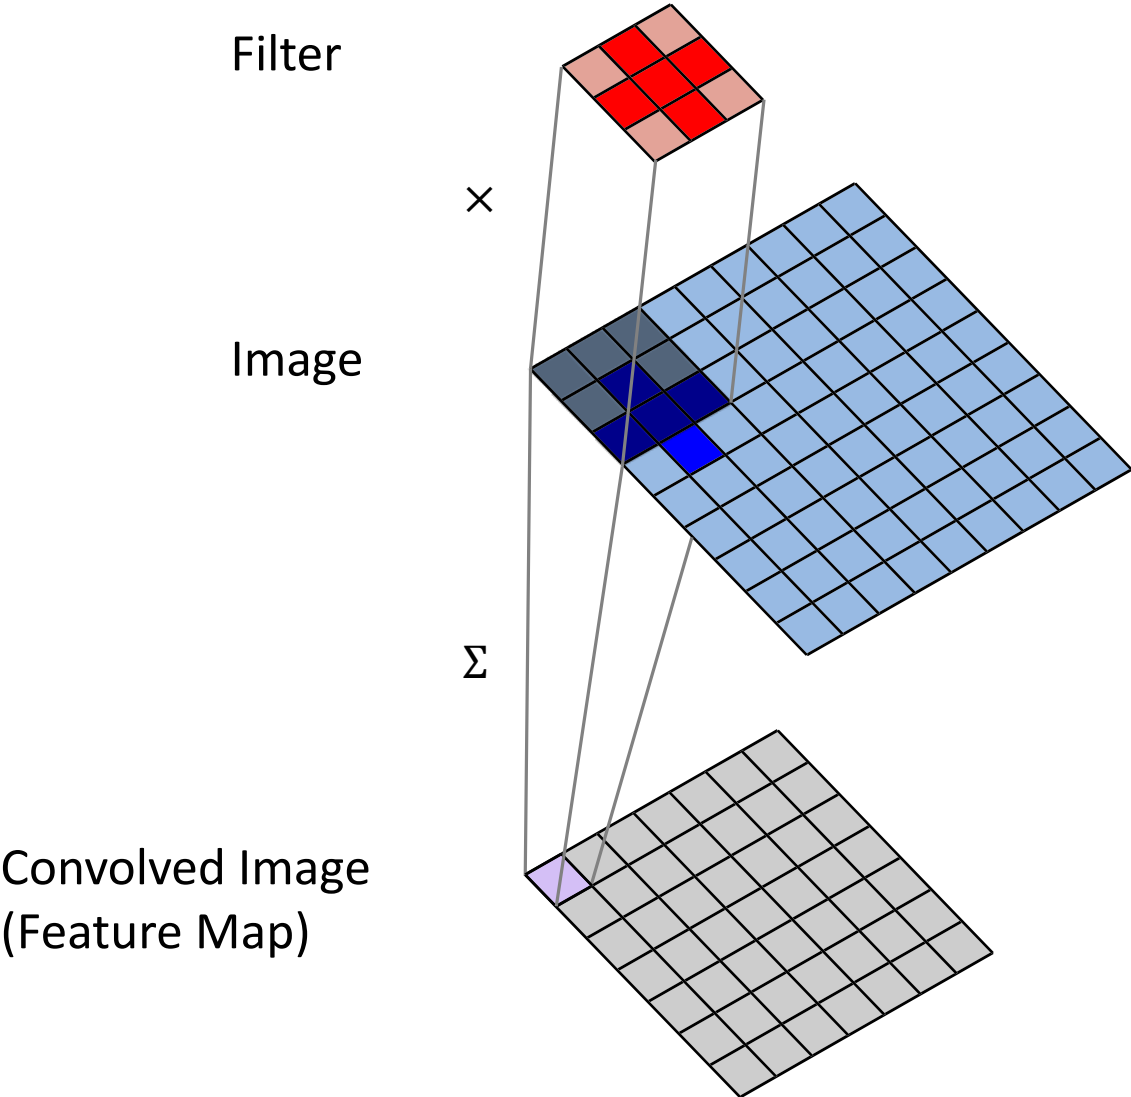 Filter
×
Image
Σ
Convolved Image
(Feature Map)